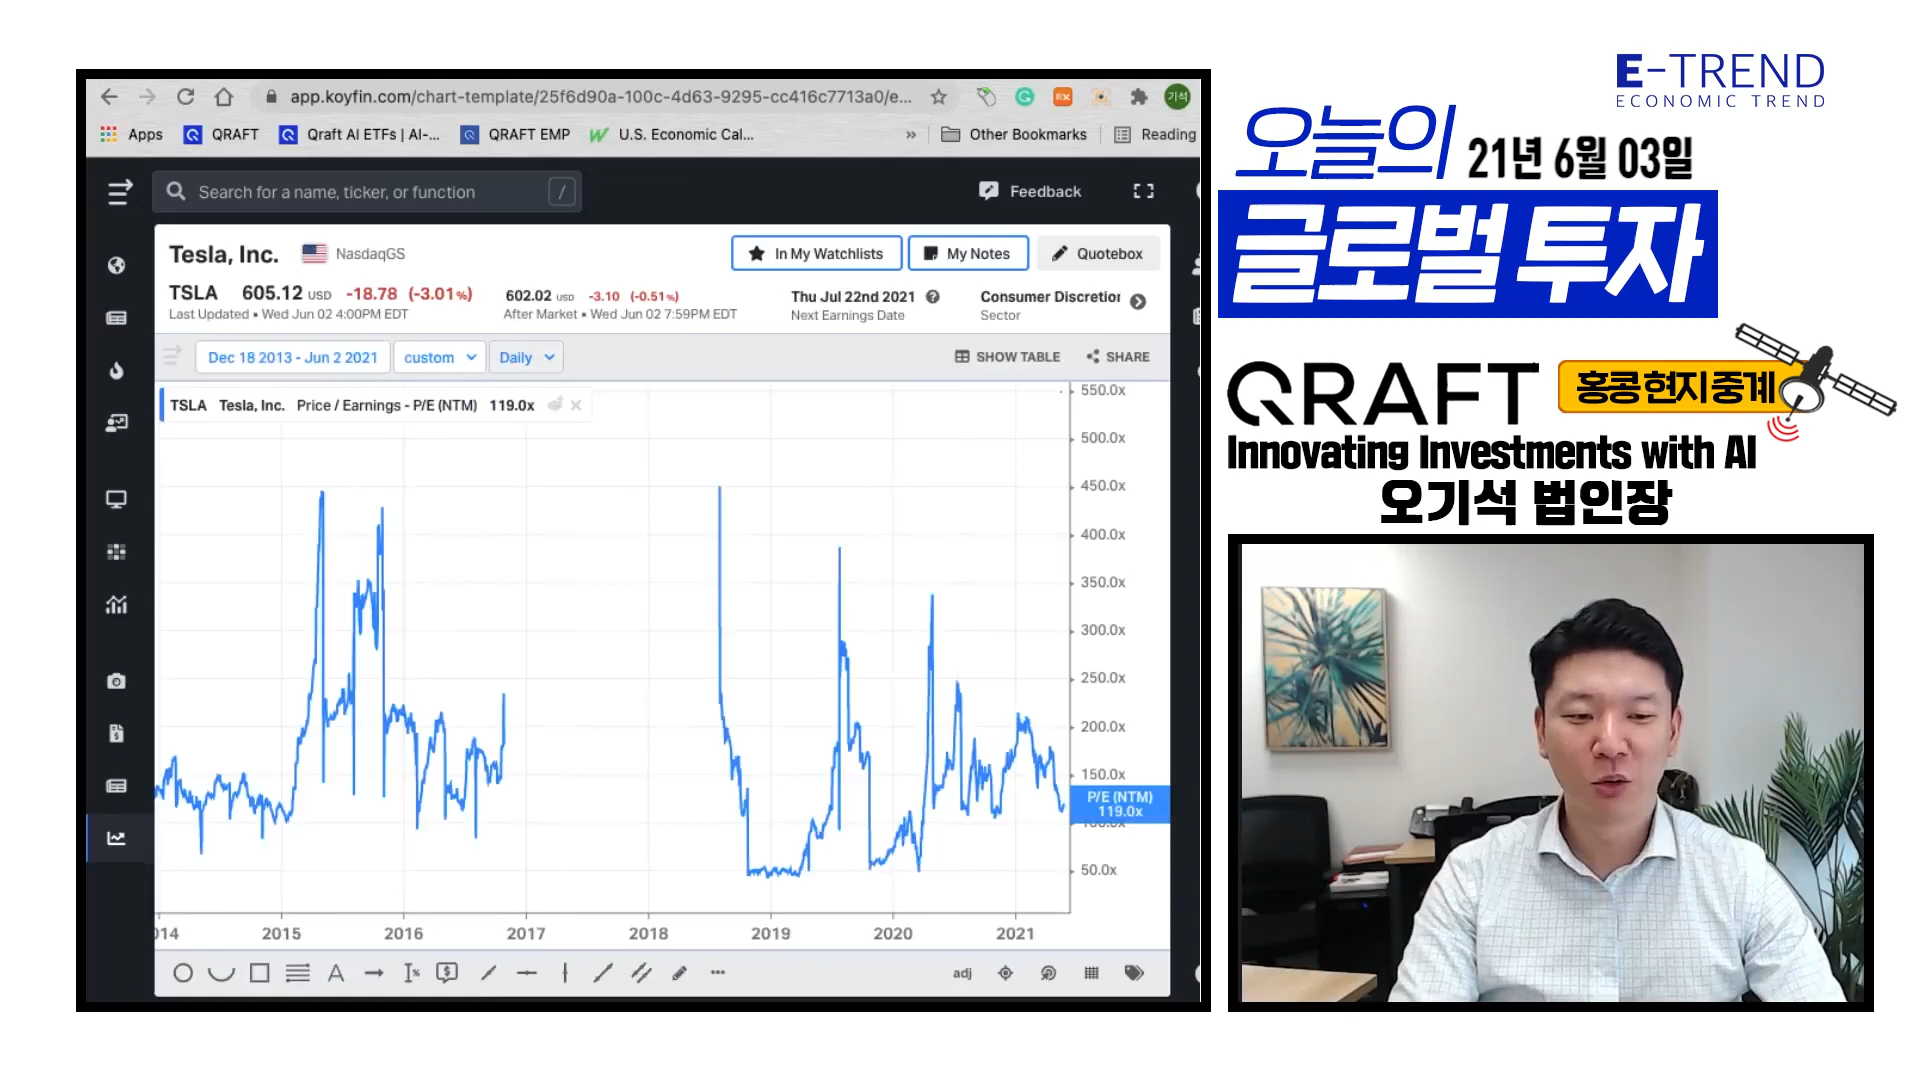 app.koyfin.com/chart-template/25f6d90a-100c-4d63-9295-cc416c7713a0/e...
기석
Apps QRAFT Qraft AI ETFs | AI-... QRAFT EMP U.S. Economic Cal... » Other Bookmarks Reading
Search for a name, ticker, or function /
Feedback
Tesla, Inc. NasdaqGS
In My Watchlists My Notes Quotebox
TSLA 605.12 USD -18.78 (-3.01%)
Last Updated • Wed Jun 02 4:00PM EDT
602.02 USD -3.10 (-0.51%)
After Market • Wed Jun 02 7:59PM EDT
Thu Jul 22nd 2021
Next Earnings Date
Consumer Discretior
Sector
Dec 18 2013 - Jun 2 2021 custom Daily SHOW TABLE SHARE
TSLA Tesla, Inc. Price / Earnings - P/E (NTM) 119.0x
550.0x
500.0x
450.0x
400.0x
350.0x
300.0x
250.0x
200.0x
150.0x
P/E (NTM)
119.0x
100.0x
50.0x
014 2015 2016 2017 2018 2019 2020 2021
adj
E-TREND
ECONOMIC TREND
오늘의 21년 6월 03일
글로벌 투자
QRAFT 홍콩 현지 중계
Innovating Investments with AI
오기석 법인장